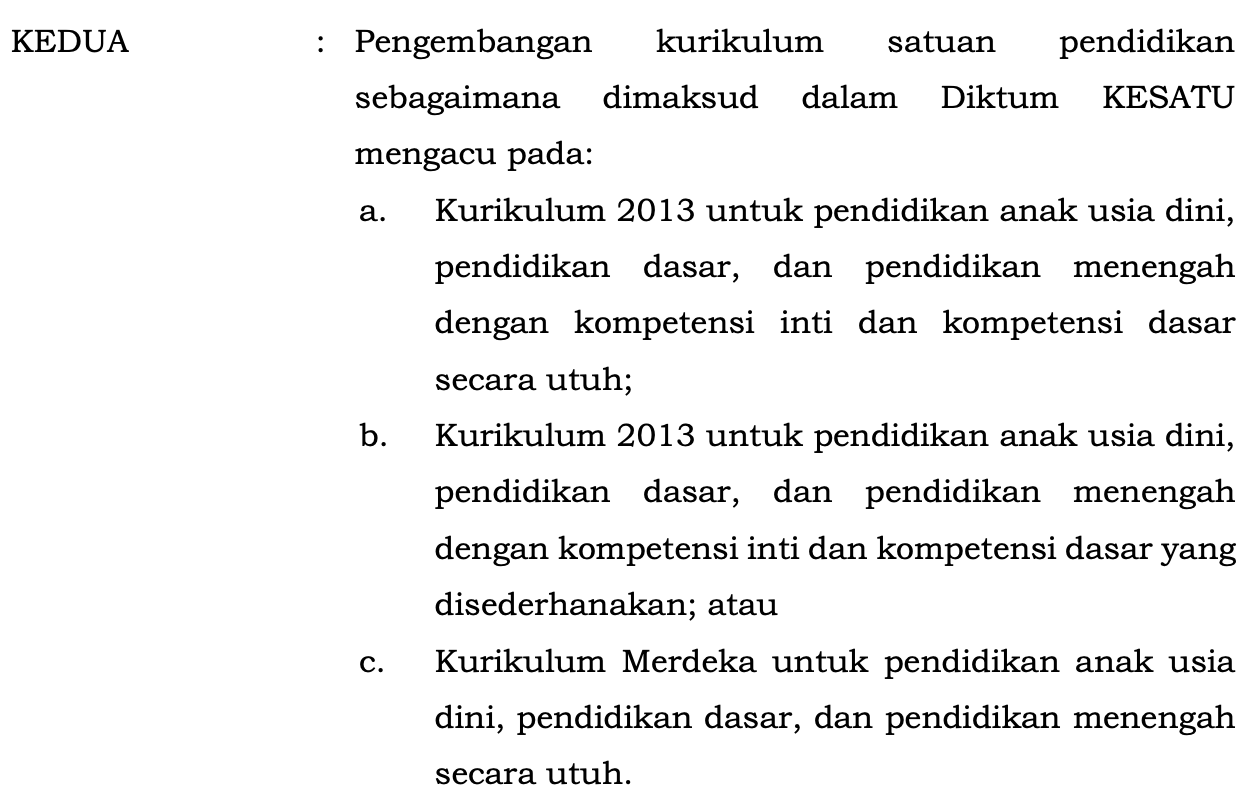 KEDUA : Pengembangan kurikulum satuan pendidikan
sebagaimana dimaksud dalam Diktum KESATU
mengacu pada:
a. Kurikulum 2013 untuk pendidikan anak usia dini,
pendidikan dasar, dan pendidikan menengah
dengan kompetensi inti dan kompetensi dasar
secara utuh;
b. Kurikulum 2013 untuk pendidikan anak usia dini,
pendidikan dasar, dan pendidikan menengah
dengan kompetensi inti dan kompetensi dasar yang
disederhanakan; atau
c. Kurikulum Merdeka untuk pendidikan anak usia
dini, pendidikan dasar, dan pendidikan menengah
secara utuh.